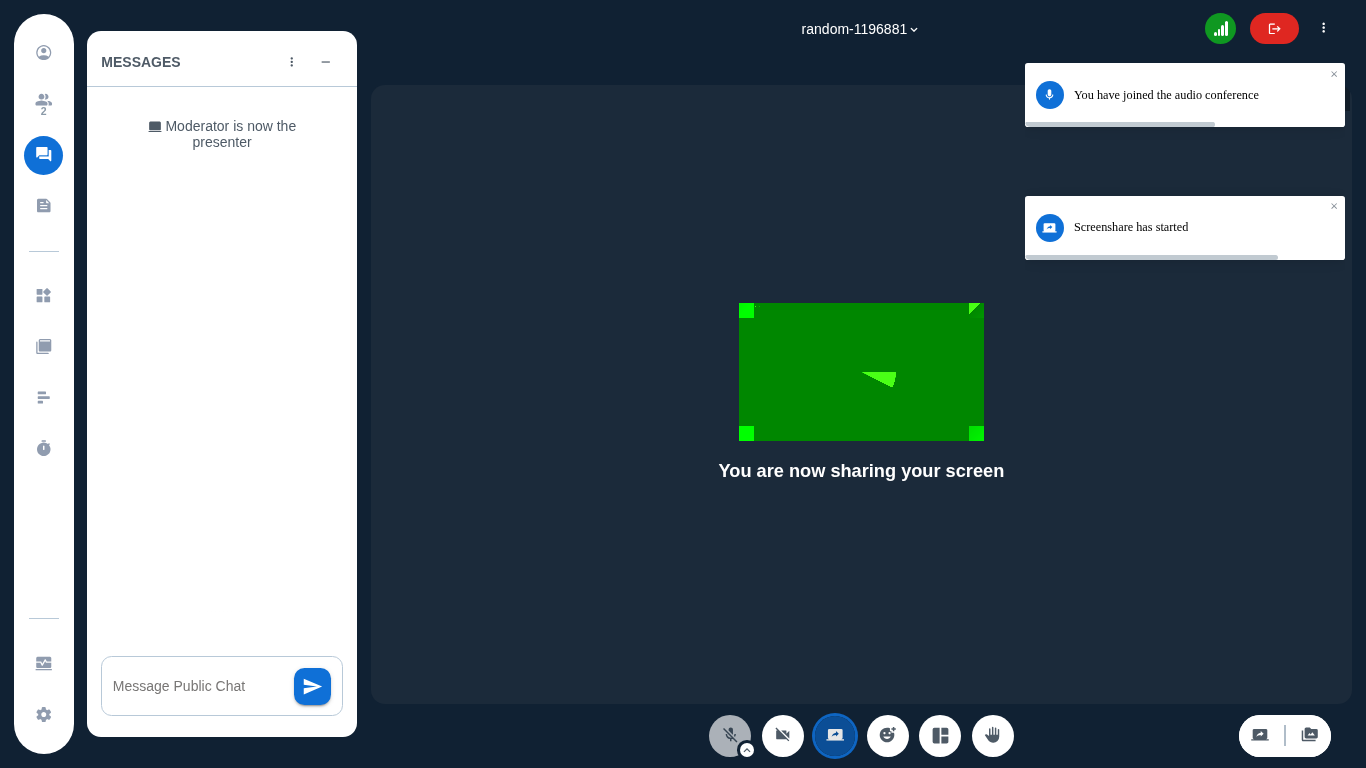 random-1196881
2
MESSAGES
Moderator is now the
presenter
You have joined the audio conference
Screenshare has started
You are now sharing your screen
Message Public Chat